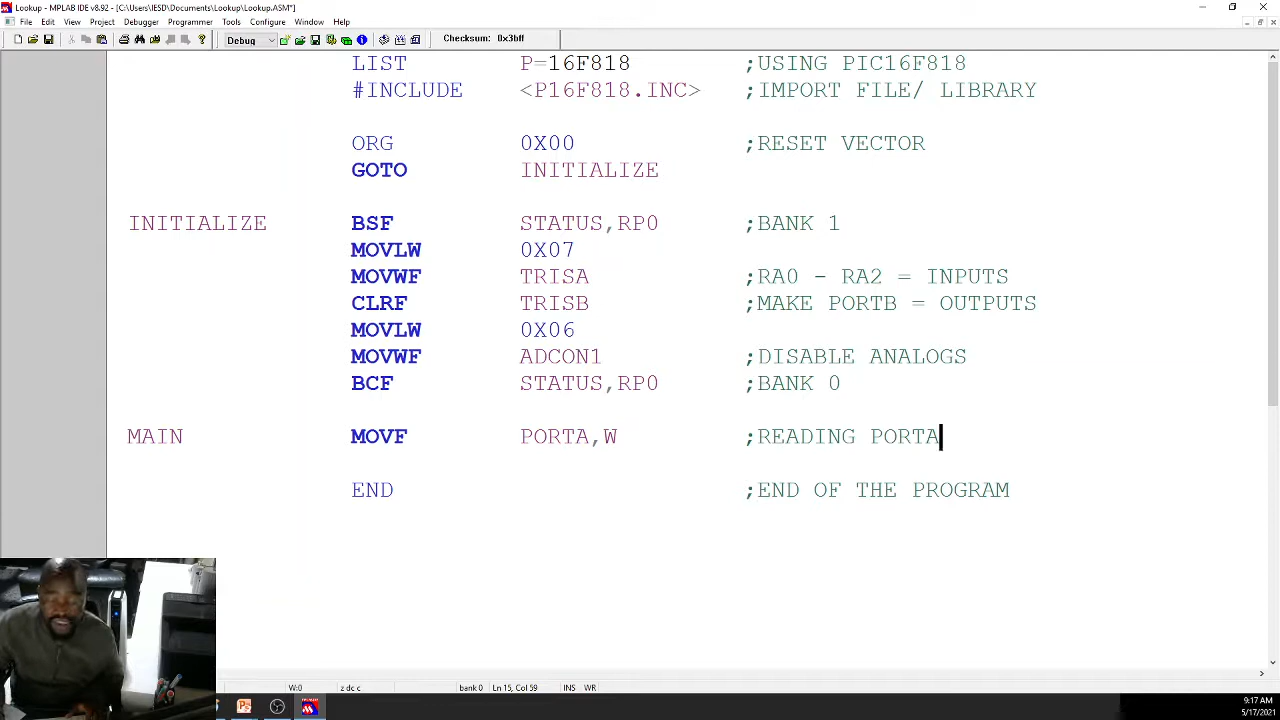 Lookup - MPLAB IDE v8.92 - [C:\Users\IESD\Documents\Lookup\Lookup.ASM*]
File Edit View Project Debugger Programmer Tools Configure Window Help
Debug Checksum: 0x3bff
LIST P=16F818 ;USING PIC16F818
#INCLUDE <P16F818.INC> ;IMPORT FILE/ LIBRARY
ORG 0X00 ;RESET VECTOR
GOTO INITIALIZE
INITIALIZE BSF STATUS,RP0 ;BANK 1
MOVLW 0X07
MOVWF TRISA ;RA0 - RA2 = INPUTS
CLRF TRISB ;MAKE PORTB = OUTPUTS
MOVLW 0X06
MOVWF ADCON1 ;DISABLE ANALOGS
BCF STATUS,RP0 ;BANK 0
MAIN MOVF PORTA,W ;READING PORTA
END ;END OF THE PROGRAM
W:0 z dc c bank 0 Ln 15, Col 59 INS WR
9:17 AM
5/17/2021